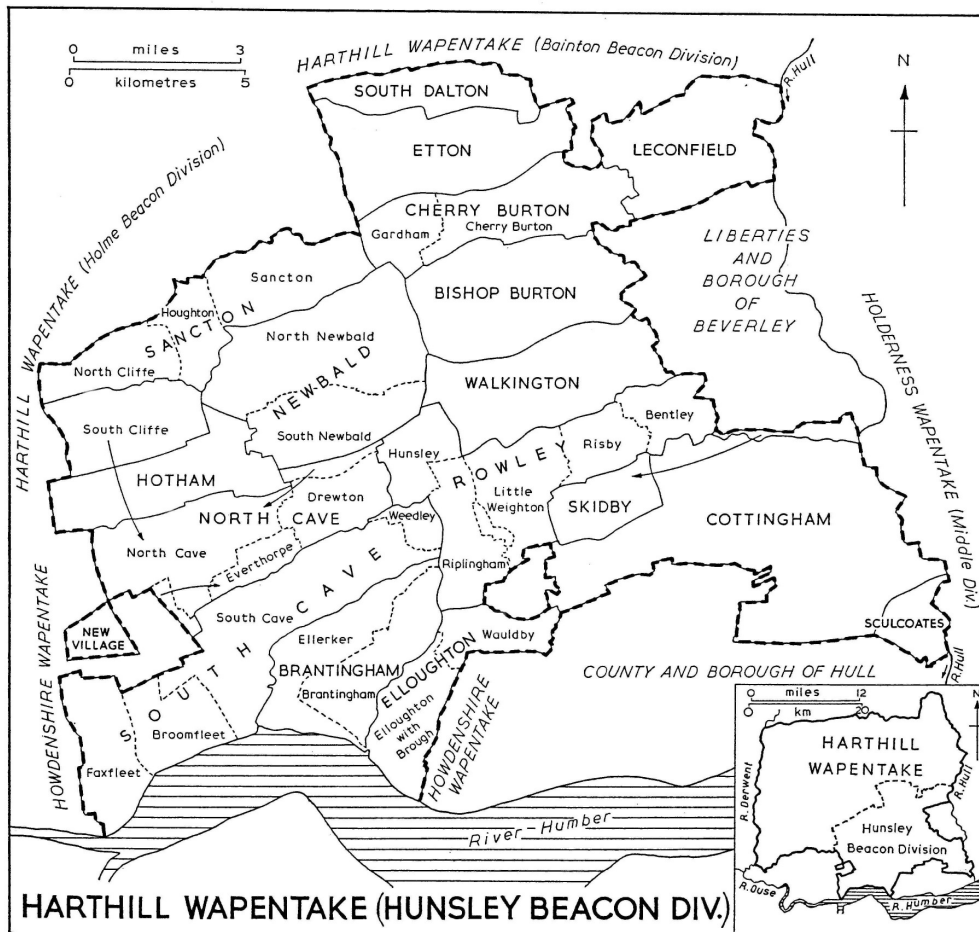 0 miles 3
0 kilometres 5
HARTHILL WAPENTAKE (Bainton Beacon Division)
R. Hull
N
SOUTH DALTON
ETTON
LECONFIELD
CHERRY BURTON
Gardham
Cherry Burton
HARTHILL WAPENTAKE (Holme Beacon Division)
LIBERTIES
AND
BOROUGH
OF
BEVERLEY
Sancton
BISHOP BURTON
Houghton
SANCTON
North Newbald
NEWBALD
North Cliffe
WALKINGTON
HOLDERNESS WAPENTAKE (Middle Div.)
South Cliffe
South Newbald
Bentley
Hunsley
ROWLEY
Risby
HOTHAM
Drewton
Little
Weighton
SKIDBY
NORTH CAVE
Weedley
COTTINGHAM
North Cave
Everthorpe
Riplingham
SOUTH CAVE
South Cave
NEW
VILLAGE
SCULCOATES
Ellerker
Wauldby
BRANTINGHAM
Brantingham
ELLOUGHTON
Elloughton
with
Brough
COUNTY AND BOROUGH OF HULL
R. Hull
HOWDENSHIRE WAPENTAKE
HOWDENSHIRE
WAPENTAKE
Broomfleet
Faxfleet
River-Humber
0 miles 12
0 km 20
N
HARTHILL
WAPENTAKE
R. Derwent
R. Hull
Hunsley
Beacon Division
R. Ouse
R. Humber
HARTHILL WAPENTAKE (HUNSLEY BEACON DIV.)